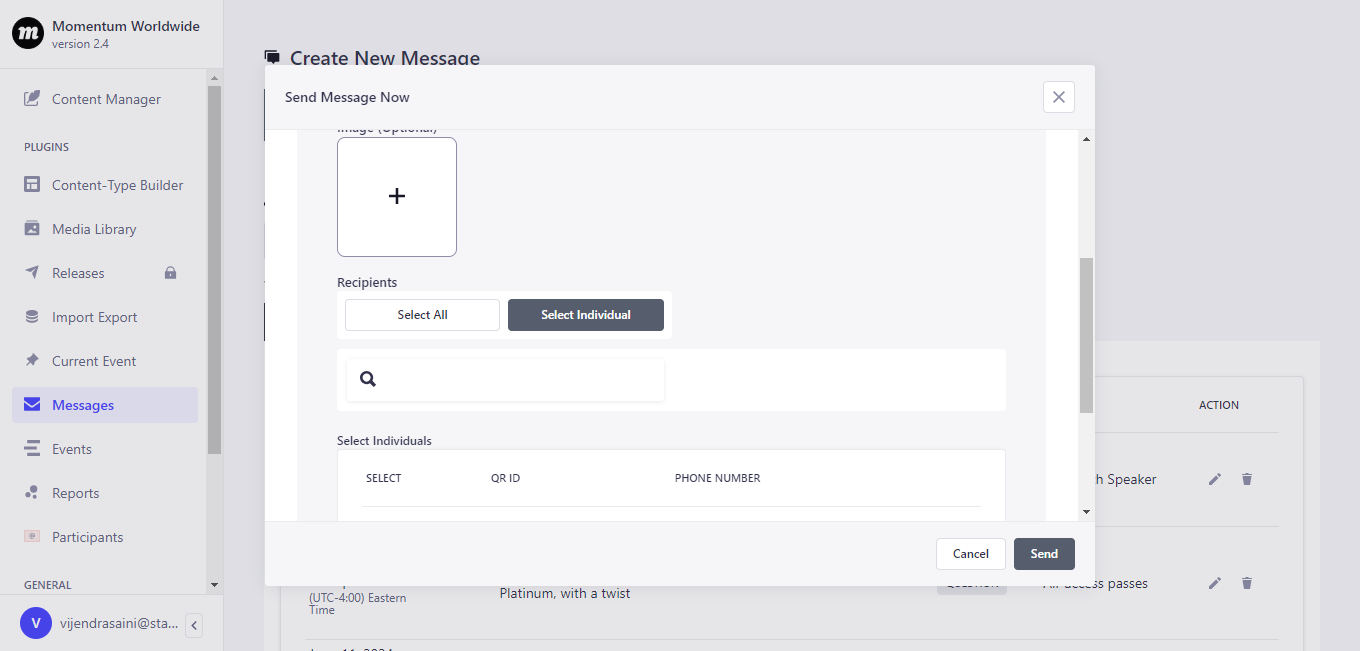 Momentum Worldwide
version 2.4
Content Manager
PLUGINS
Content-Type Builder
Media Library
Releases
Import Export
Current Event
Messages
Events
Reports
Participants
GENERAL
V
vijendrasaini@sta...
Create New Message
Send Message Now
Image (Optional)
Recipients
Select All
Select Individual
Select Individuals
SELECT QR ID PHONE NUMBER
Cancel
Send
ACTION
h Speaker
(UTC-4:00) Eastern
Time
Platinum, with a twist
QUESTION
access passes